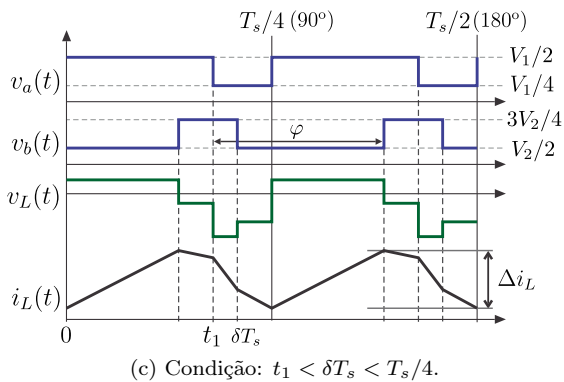 T_s/4 (90º) T_s/2 (180º)
v_a(t) V_1/2
V_1/4
v_b(t) φ 3V_2/4
V_2/2
v_L(t)
i_L(t) Δi_L
0 t_1 δT_s
(c) Condição: t_1 < δT_s < T_s/4.